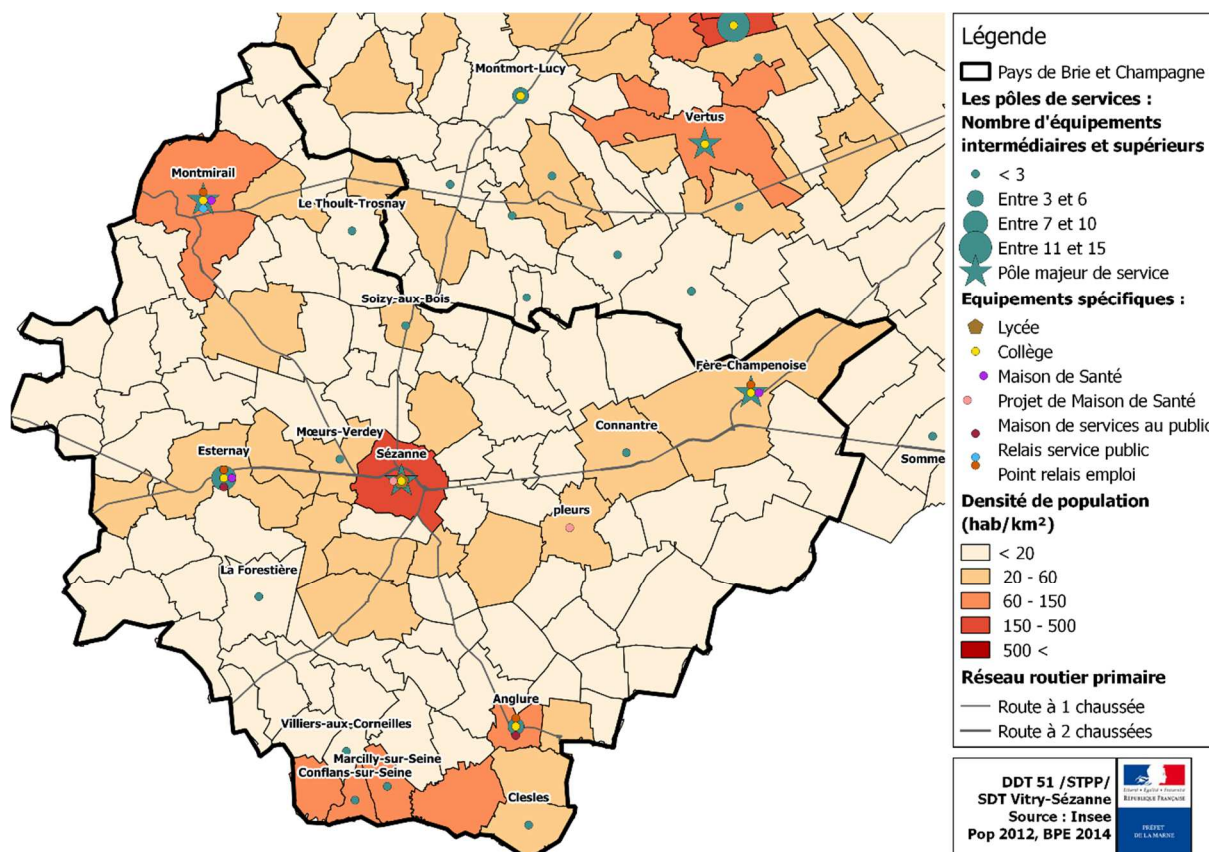 Montmort-Lucy
Vertus
Montmirail
Le Thoult-Trosnay
Soizy-aux-Bois
Fère-Champenoise
Connantre
Mœurs-Verdey
Esternay
Sézanne
Somme
pleurs
La Forestière
Anglure
Villiers-aux-Corneilles
Marcilly-sur-Seine
Conflans-sur-Seine
Clesles
Légende
Pays de Brie et Champagne
Les pôles de services :
Nombre d'équipements
intermédiaires et supérieurs
< 3
Entre 3 et 6
Entre 7 et 10
Entre 11 et 15
Pôle majeur de service
Equipements spécifiques :
Lycée
Collège
Maison de Santé
Projet de Maison de Santé
Maison de services au public
Relais service public
Point relais emploi
Densité de population
(hab/km²)
< 20
20 - 60
60 - 150
150 - 500
500 <
Réseau routier primaire
Route à 1 chaussée
Route à 2 chaussées
DDT 51 /STPP/
SDT Vitry-Sézanne
Source : Insee
Pop 2012, BPE 2014
Liberté • Égalité • Fraternité
RÉPUBLIQUE FRANÇAISE
PRÉFET
DE LA MARNE